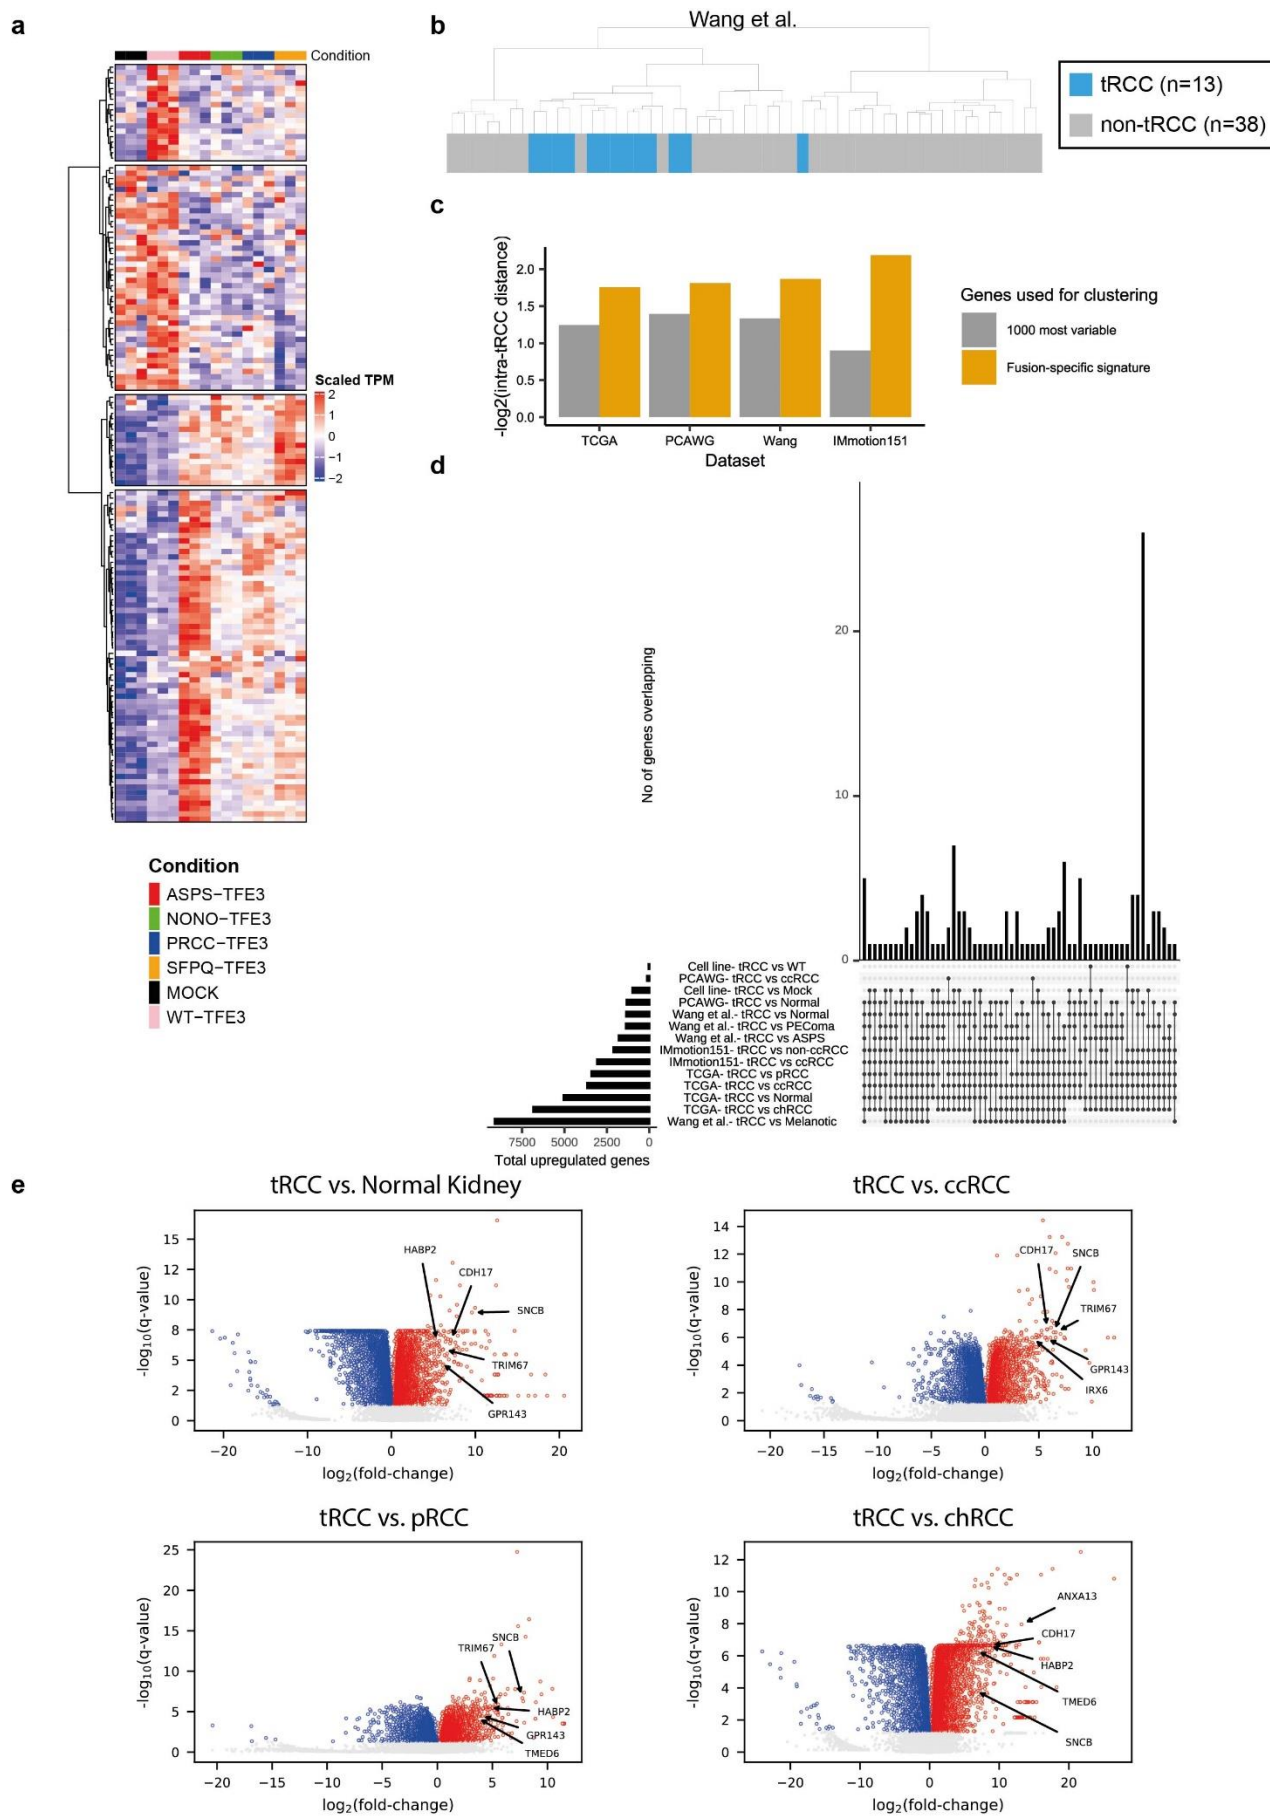 a
Condition
Scaled TPM
2
1
0
−1
−2
Condition
ASPS−TFE3
NONO−TFE3
PRCC−TFE3
SFPQ−TFE3
MOCK
WT−TFE3
b
Wang et al.
tRCC (n=13)
non-tRCC (n=38)
c
-log2(intra-tRCC distance)
2.0
1.5
1.0
0.5
0.0
TCGA
PCAWG
Wang
IMmotion151
Dataset
Genes used for clustering
1000 most variable
Fusion-specific signature
d
No of genes overlapping
20
10
0
Cell line- tRCC vs WT
PCAWG- tRCC vs ccRCC
Cell line- tRCC vs Mock
PCAWG- tRCC vs Normal
Wang et al.- tRCC vs Normal
Wang et al.- tRCC vs PEComa
Wang et al.- tRCC vs ASPS
IMmotion151- tRCC vs non-ccRCC
IMmotion151- tRCC vs ccRCC
TCGA- tRCC vs pRCC
TCGA- tRCC vs ccRCC
TCGA- tRCC vs Normal
TCGA- tRCC vs chRCC
Wang et al.- tRCC vs Melanotic
7500 5000 2500 0
Total upregulated genes
e
tRCC vs. Normal Kidney
-log10(q-value)
15
12
10
8
5
2
0
HABP2
CDH17
SNCB
TRIM67
GPR143
−20 −10 0 10 20
log2(fold-change)
tRCC vs. ccRCC
-log10(q-value)
14
12
10
8
6
4
2
0
CDH17
SNCB
TRIM67
GPR143
IRX6
−20 −15 −10 −5 0 5 10
log2(fold-change)
tRCC vs. pRCC
-log10(q-value)
25
20
15
10
5
0
SNCB
TRIM67
HABP2
GPR143
TMED6
−20 −15 −10 −5 0 5 10
log2(fold-change)
tRCC vs. chRCC
-log10(q-value)
12
10
8
6
4
2
0
ANXA13
CDH17
HABP2
TMED6
SNCB
−20 −10 0 10 20
log2(fold-change)